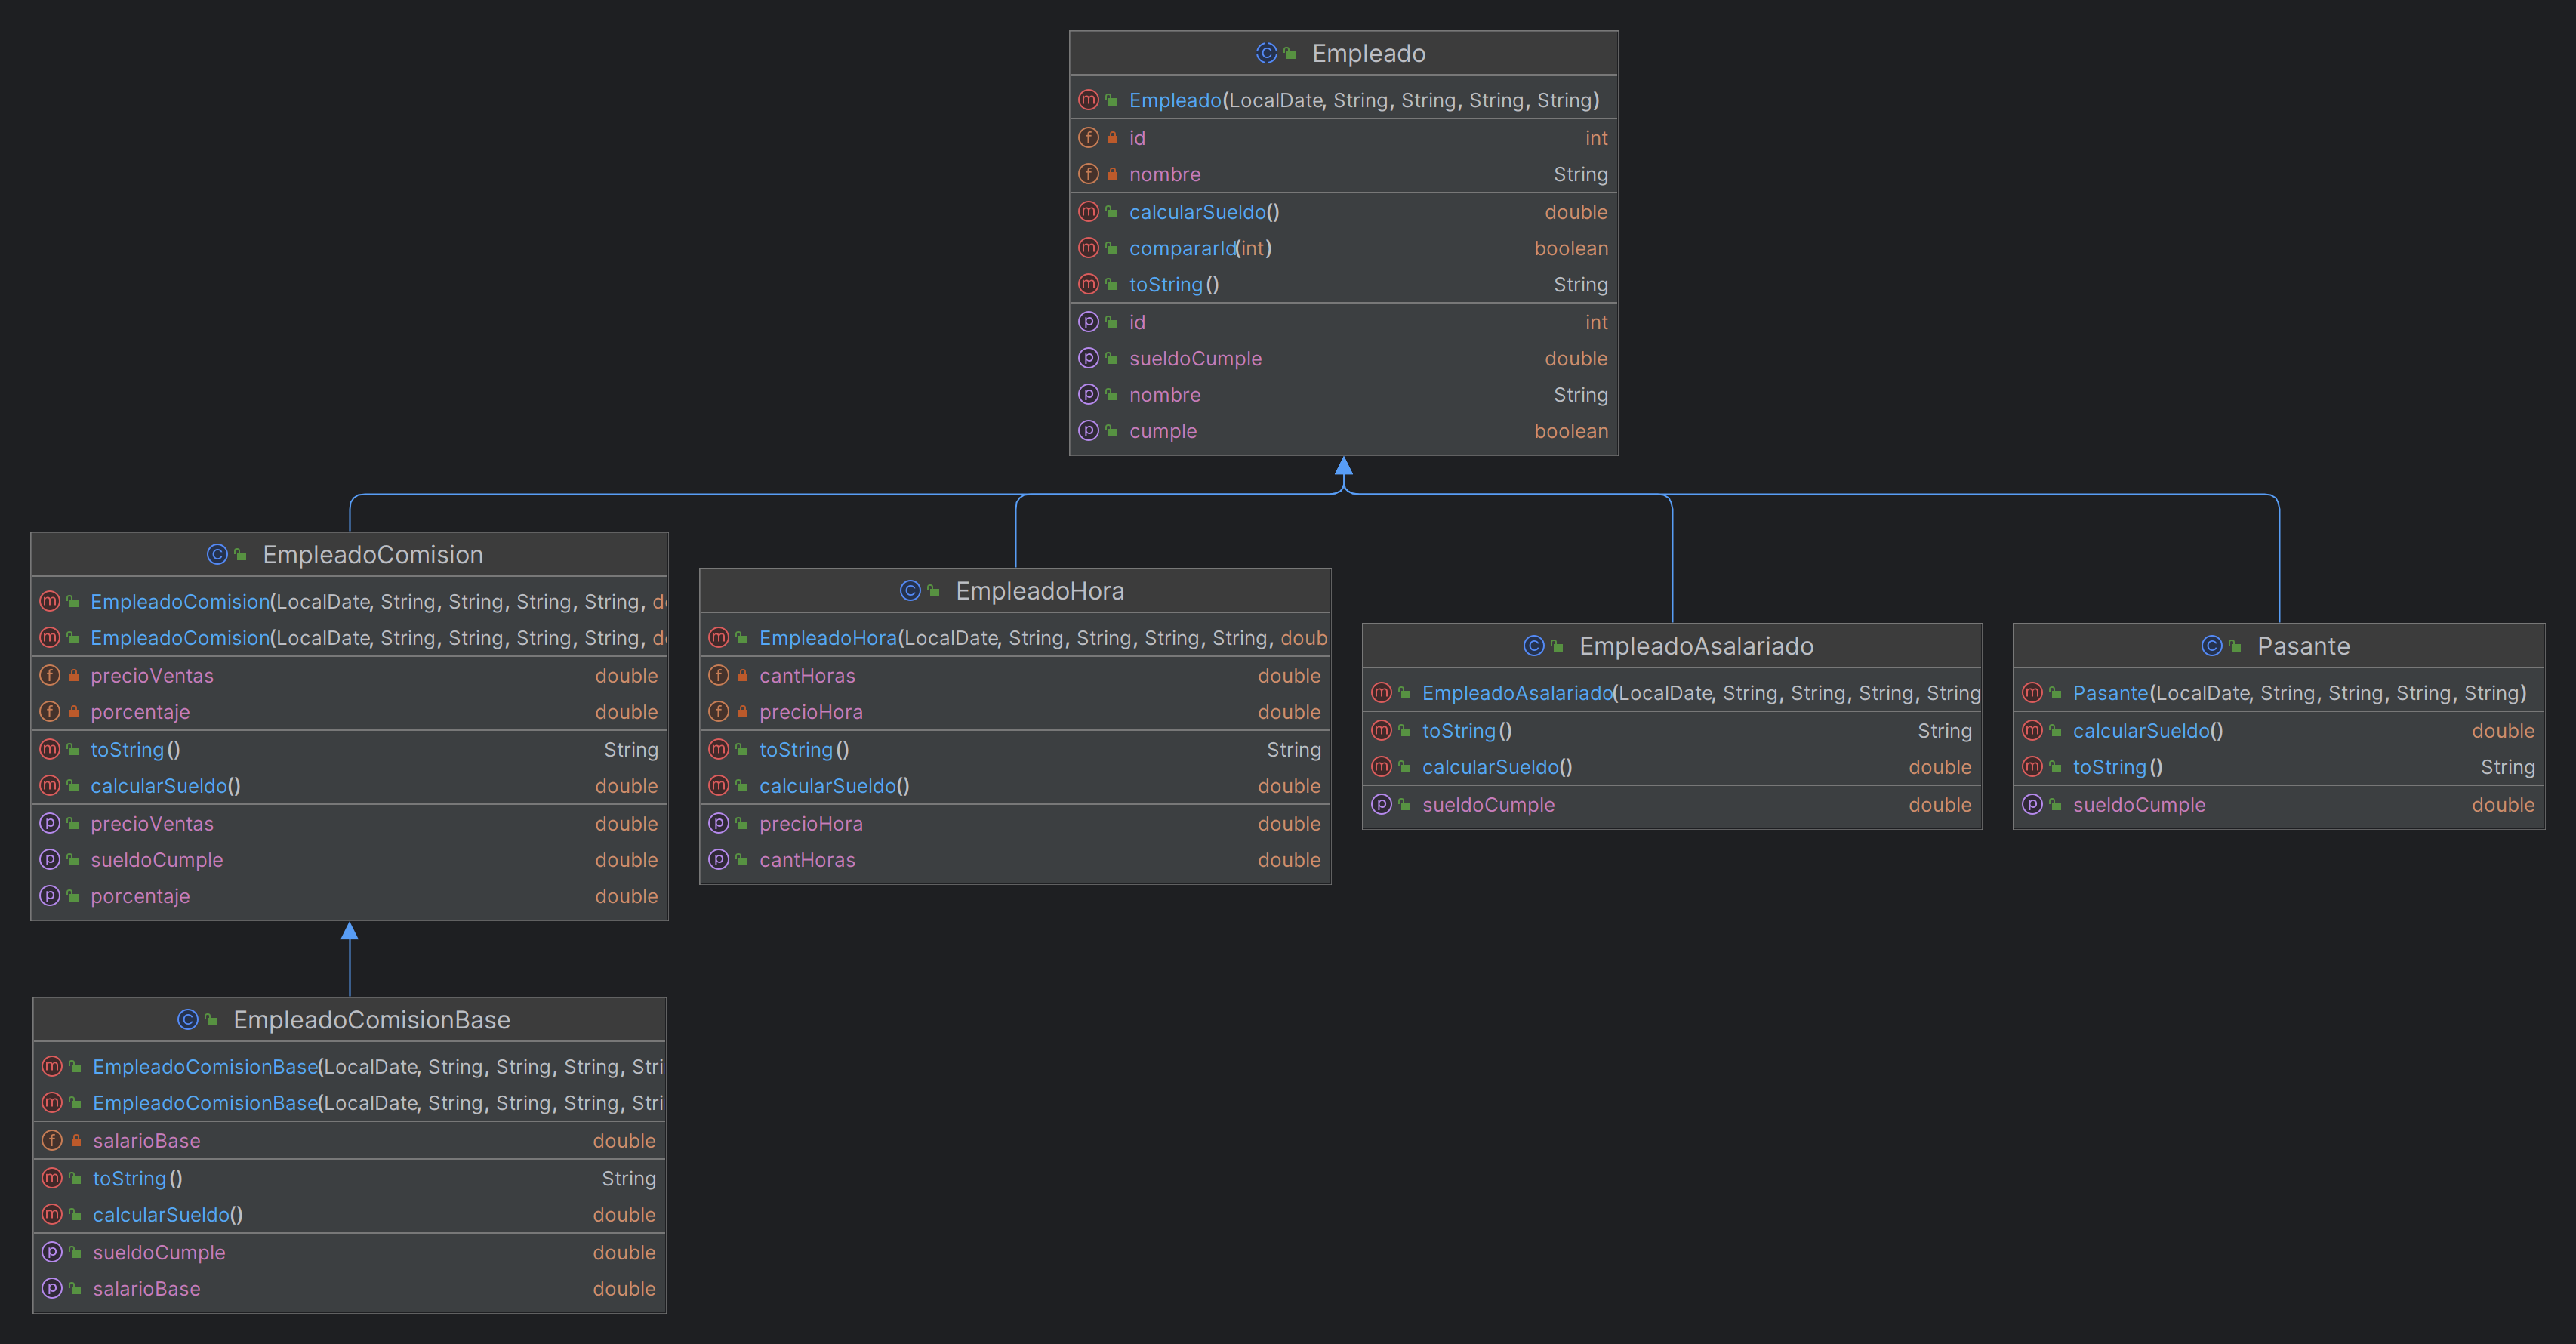 Empleado
Empleado(LocalDate, String, String, String, String)
id int
nombre String
calcularSueldo() double
compararId(int) boolean
toString() String
id int
sueldoCumple double
nombre String
cumple boolean
EmpleadoComision
EmpleadoComision(LocalDate, String, String, String, String, d
EmpleadoComision(LocalDate, String, String, String, String, d
precioVentas double
porcentaje double
toString() String
calcularSueldo() double
precioVentas double
sueldoCumple double
porcentaje double
EmpleadoHora
EmpleadoHora(LocalDate, String, String, String, String, doub
cantHoras double
precioHora double
toString() String
calcularSueldo() double
precioHora double
cantHoras double
EmpleadoAsalariado
EmpleadoAsalariado(LocalDate, String, String, String, String
toString() String
calcularSueldo() double
sueldoCumple double
Pasante
Pasante(LocalDate, String, String, String, String)
calcularSueldo() double
toString() String
sueldoCumple double
EmpleadoComisionBase
EmpleadoComisionBase(LocalDate, String, String, String, Stri
EmpleadoComisionBase(LocalDate, String, String, String, Stri
salarioBase double
toString() String
calcularSueldo() double
sueldoCumple double
salarioBase double